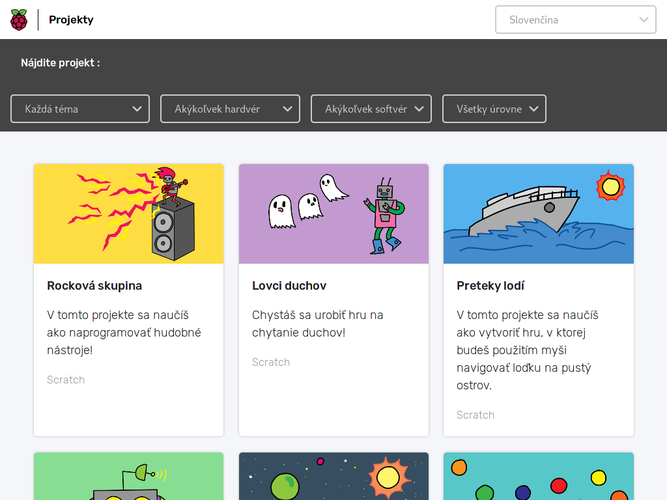 Projekty
Slovenčina
Nájdite projekt :
Každá téma
Akýkoľvek hardvér
Akýkoľvek softvér
Všetky úrovne
Rocková skupina
V tomto projekte sa naučíš
ako naprogramovať hudobné
nástroje!
Scratch
Lovci duchov
Chystáš sa urobiť hru na
chytanie duchov!
Scratch
Preteky lodí
V tomto projekte sa naučíš
ako vytvoriť hru, v ktorej
budeš použitím myši
navigovať loďku na pustý
ostrov.
Scratch